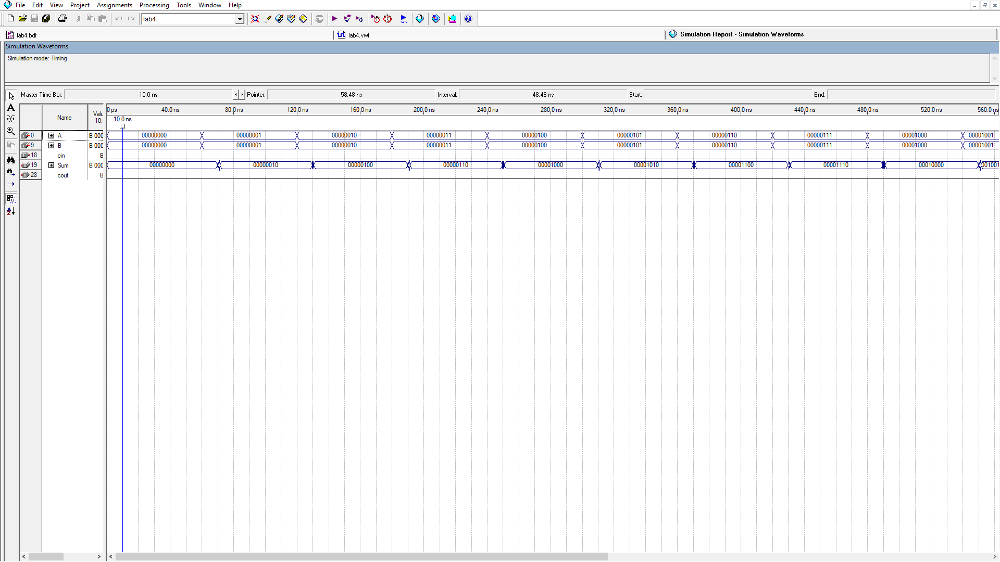 File Edit View Project Assignments Processing Tools Window Help
lab4
lab4.bdf lab4.vwf Simulation Report - Simulation Waveforms
Simulation Waveforms
Simulation mode: Timing
Master Time Bar: 10.0 ns Pointer: 58.48 ns Interval: 48.48 ns Start: End:
Name Valu 10.
0 ps 40.0 ns 80.0 ns 120.0 ns 160.0 ns 200.0 ns 240.0 ns 280.0 ns 320.0 ns 360.0 ns 400.0 ns 440.0 ns 480.0 ns 520.0 ns 560.0 ns
10.0 ns
0 A B 000 00000000 00000001 00000010 00000011 00000100 00000101 00000110 00000111 00001000 00001001
9 B B 000 00000000 00000001 00000010 00000011 00000100 00000101 00000110 00000111 00001000 00001001
18 cin B
19 Sum B 000 00000000 00000010 00000100 00000110 00001000 00001010 00001100 00001110 00010000 001001
28 cout B